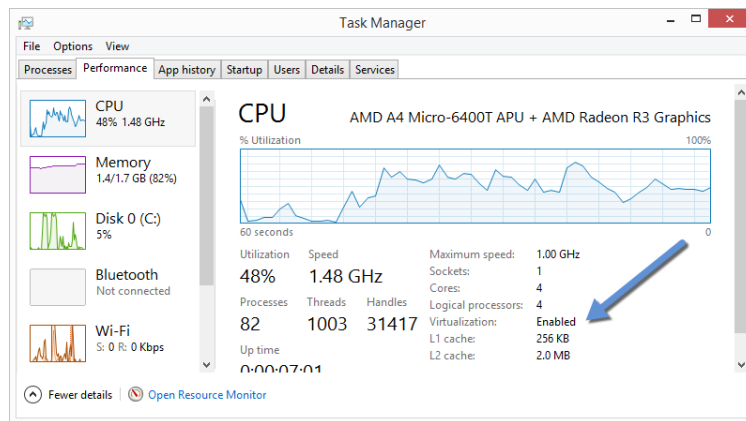 Task Manager
File Options View
Processes Performance App history Startup Users Details Services
CPU
48% 1.48 GHz
Memory
1.4/1.7 GB (82%)
Disk 0 (C:)
5%
Bluetooth
Not connected
Wi-Fi
S: 0 R: 0 Kbps
CPU AMD A4 Micro-6400T APU + AMD Radeon R3 Graphics
% Utilization 100%
60 seconds 0
Utilization Speed
48% 1.48 GHz
Processes Threads Handles
82 1003 31417
Up time
0:00:07:01
Maximum speed: 1.00 GHz
Sockets: 1
Cores: 4
Logical processors: 4
Virtualization: Enabled
L1 cache: 256 KB
L2 cache: 2.0 MB
Fewer details Open Resource Monitor